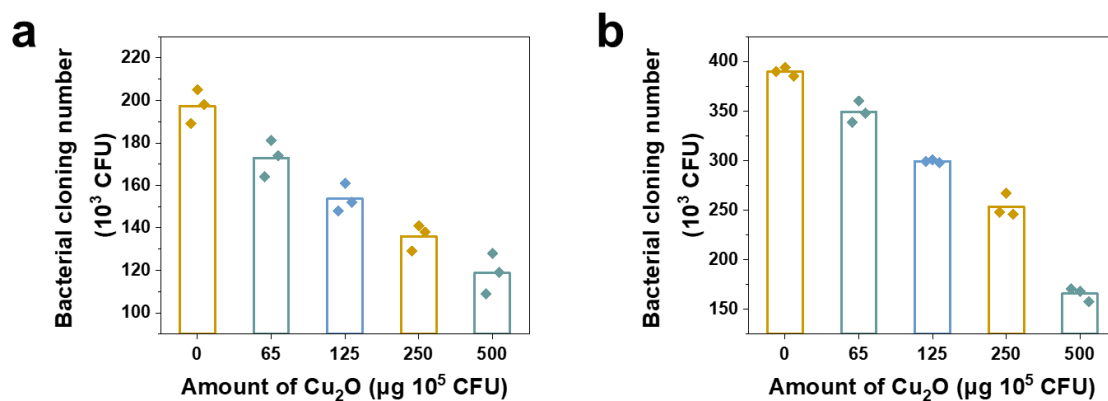 a
Bacterial cloning number
(10³ CFU)
220
200
180
160
140
120
100
0 65 125 250 500
Amount of Cu₂O (μg 10⁵ CFU)
b
Bacterial cloning number
(10³ CFU)
400
350
300
250
200
150
0 65 125 250 500
Amount of Cu₂O (μg 10⁵ CFU)